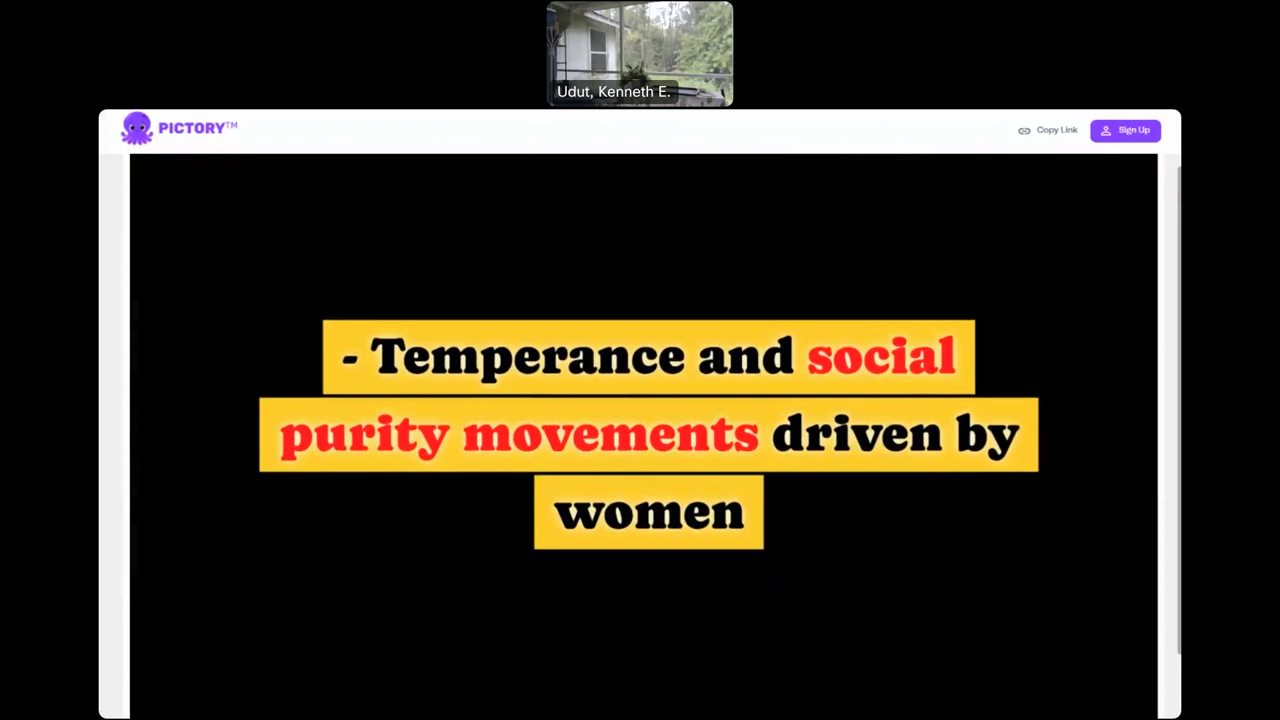 Udut, Kenneth E.
PICTORY™
Copy Link
Sign Up
- Temperance and social
purity movements driven by
women